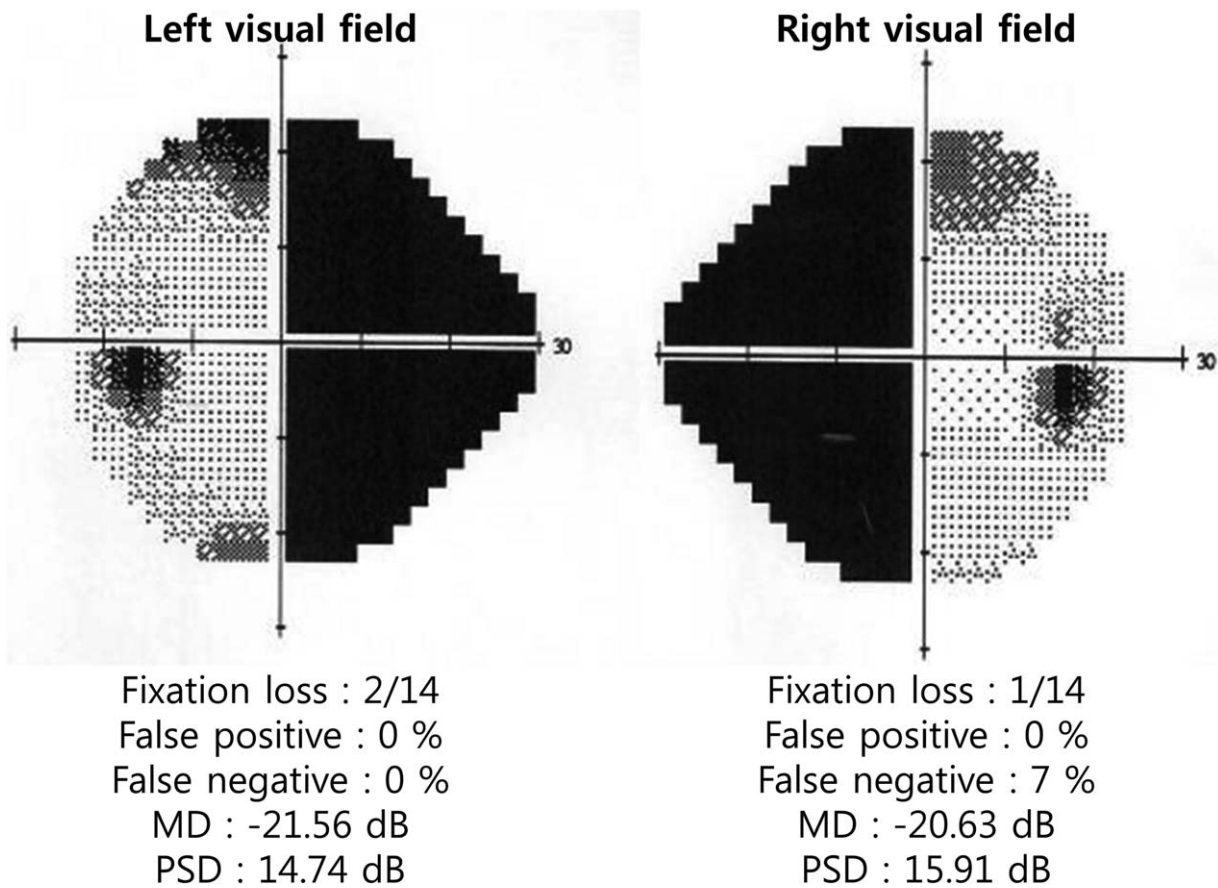 Left visual field
Right visual field
30
30
Fixation loss : 2/14
False positive : 0 %
False negative : 0 %
MD : -21.56 dB
PSD : 14.74 dB
Fixation loss : 1/14
False positive : 0 %
False negative : 7 %
MD : -20.63 dB
PSD : 15.91 dB